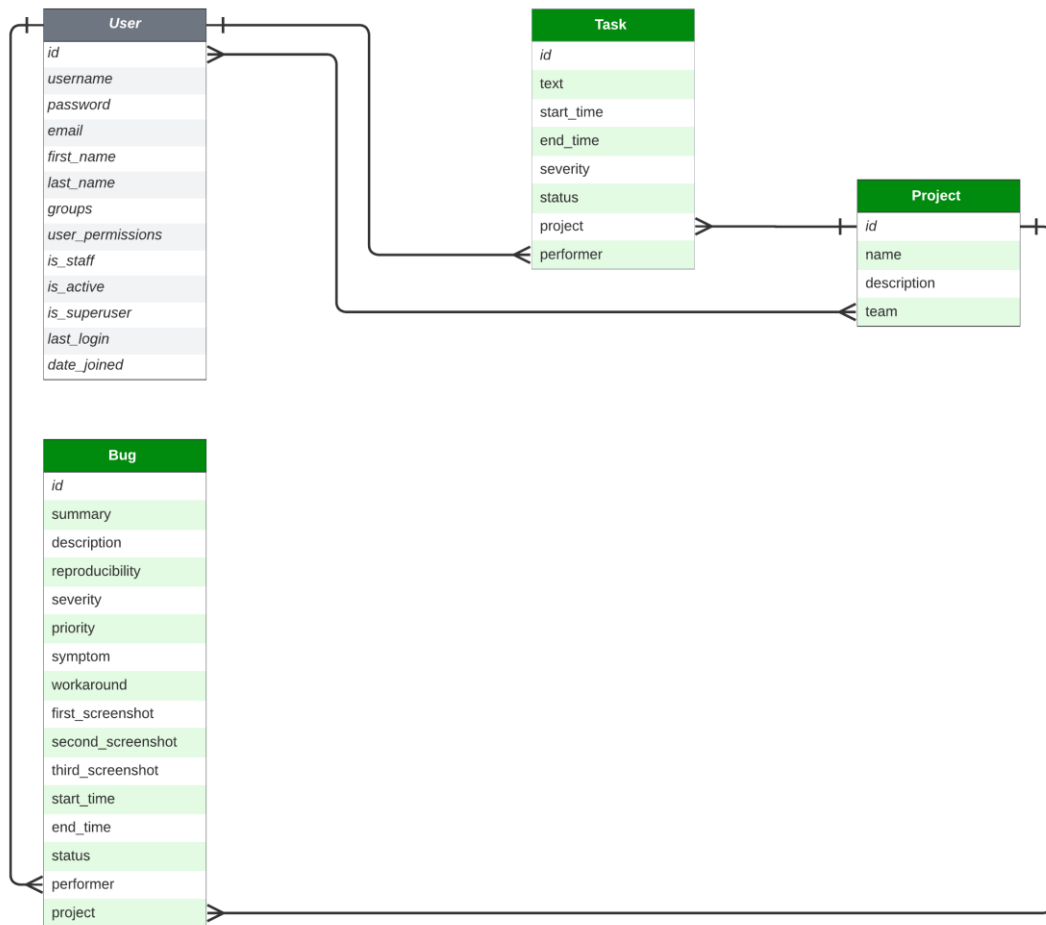 User
id
username
password
email
first_name
last_name
groups
user_permissions
is_staff
is_active
is_superuser
last_login
date_joined
Task
id
text
start_time
end_time
severity
status
project
performer
Project
id
name
description
team
Bug
id
summary
description
reproducibility
severity
priority
symptom
workaround
first_screenshot
second_screenshot
third_screenshot
start_time
end_time
status
performer
project